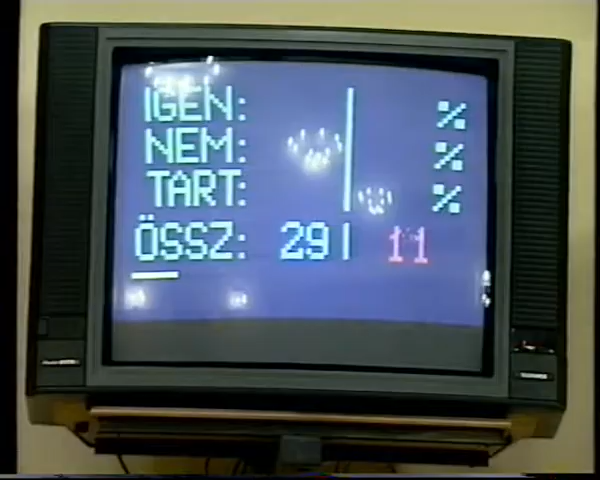 IGEN: | %
NEM: | %
TART: | %
ÖSSZ: 29 | 11